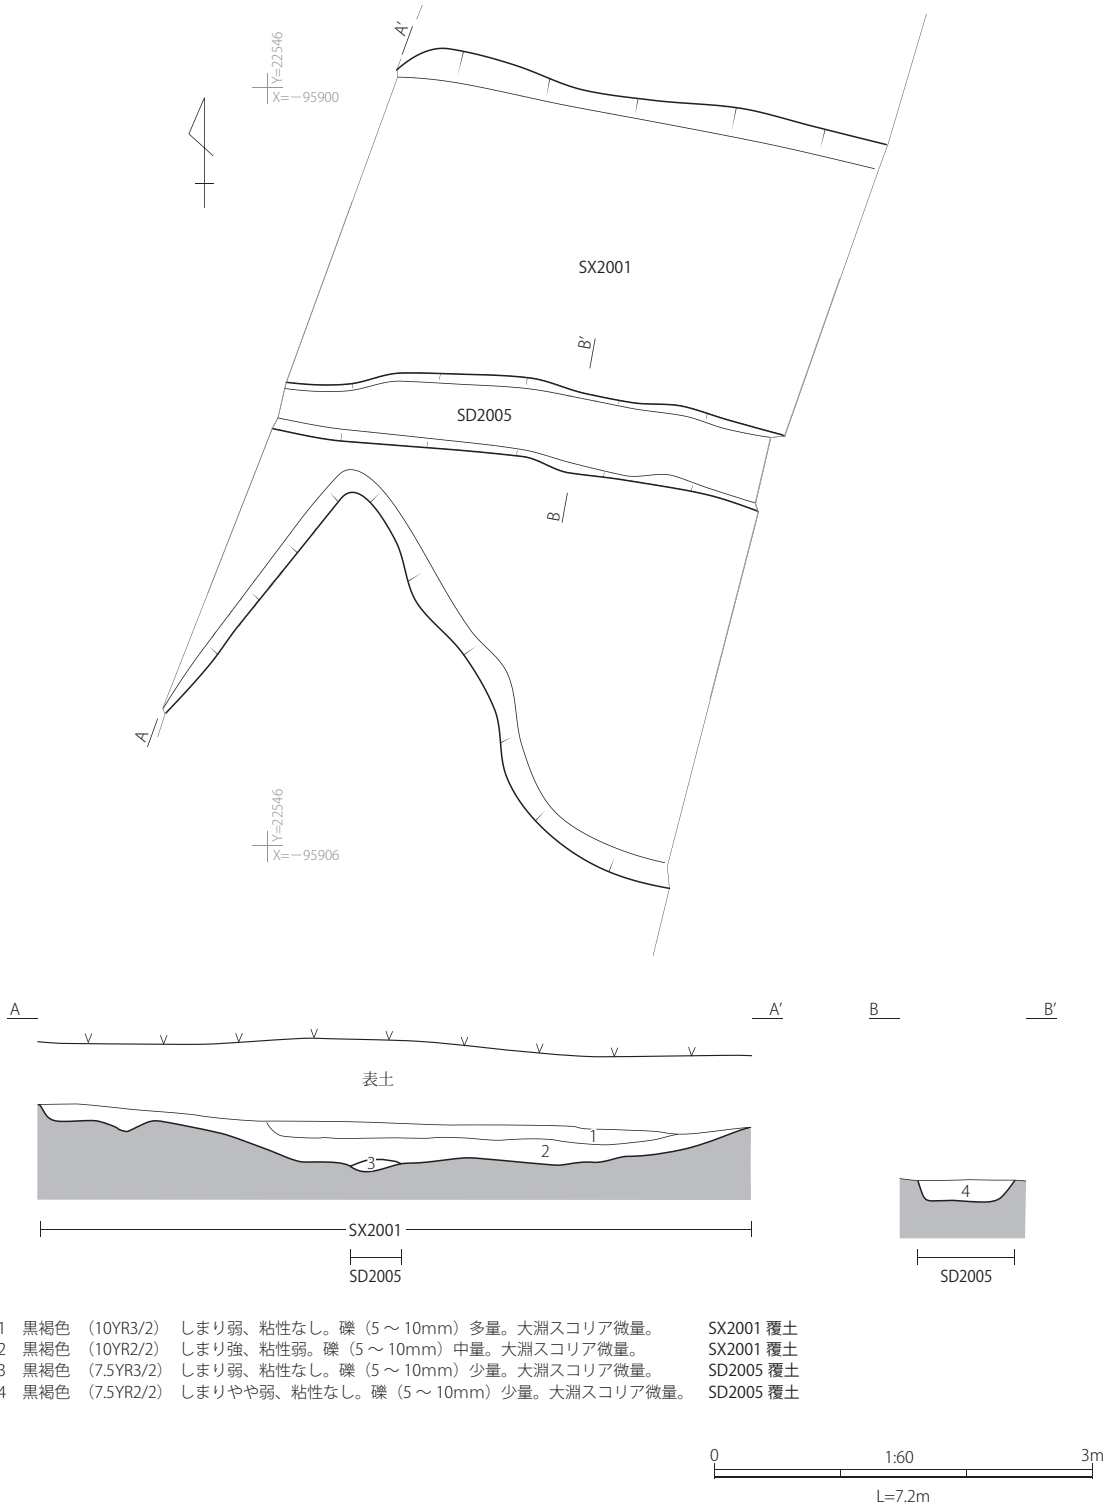 A'
Y=22546
X=－95900
SX2001
B'
SD2005
B
A
Y=22546
X=－95906
A
A'
B
B'
表土
1
2
3
4
SX2001
SD2005
SD2005
1 黒褐色 （10YR3/2） しまり弱、粘性なし。礫（5 ～ 10mm）多量。大淵スコリア微量。 SX2001 覆土
2 黒褐色 （10YR2/2） しまり強、粘性弱。礫（5 ～ 10mm）中量。大淵スコリア微量。 SX2001 覆土
3 黒褐色 （7.5YR3/2） しまり弱、粘性なし。礫（5 ～ 10mm）少量。大淵スコリア微量。 SD2005 覆土
4 黒褐色 （7.5YR2/2） しまりやや弱、粘性なし。礫（5 ～ 10mm）少量。大淵スコリア微量。 SD2005 覆土
0 1:60 3m
L=7.2m